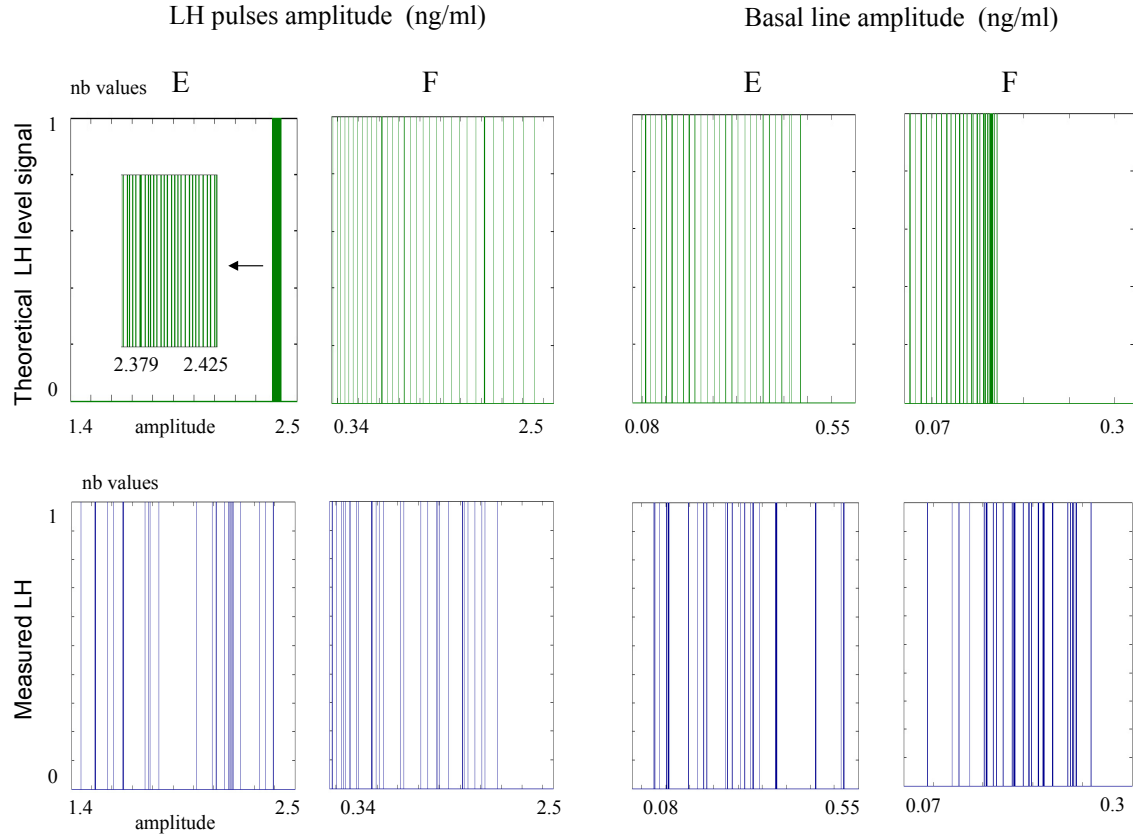 LH pulses amplitude (ng/ml)
Basal line amplitude (ng/ml)
nb values
E
F
E
F
Theoretical LH level signal
1
0
2.379
2.425
1.4
amplitude
2.5
0.34
2.5
0.08
0.55
0.07
0.3
nb values
Measured LH
1
0
1.4
amplitude
2.5
0.34
2.5
0.08
0.55
0.07
0.3